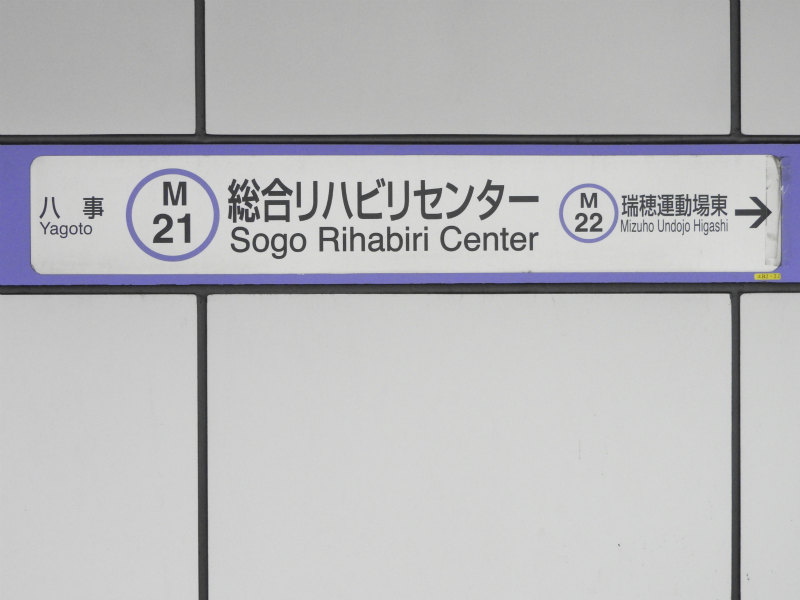 八事
Yagoto
M
21
総合リハビリセンター
Sogo Rihabiri Center
M
22
瑞穂運動場東
Mizuho Undojo Higashi